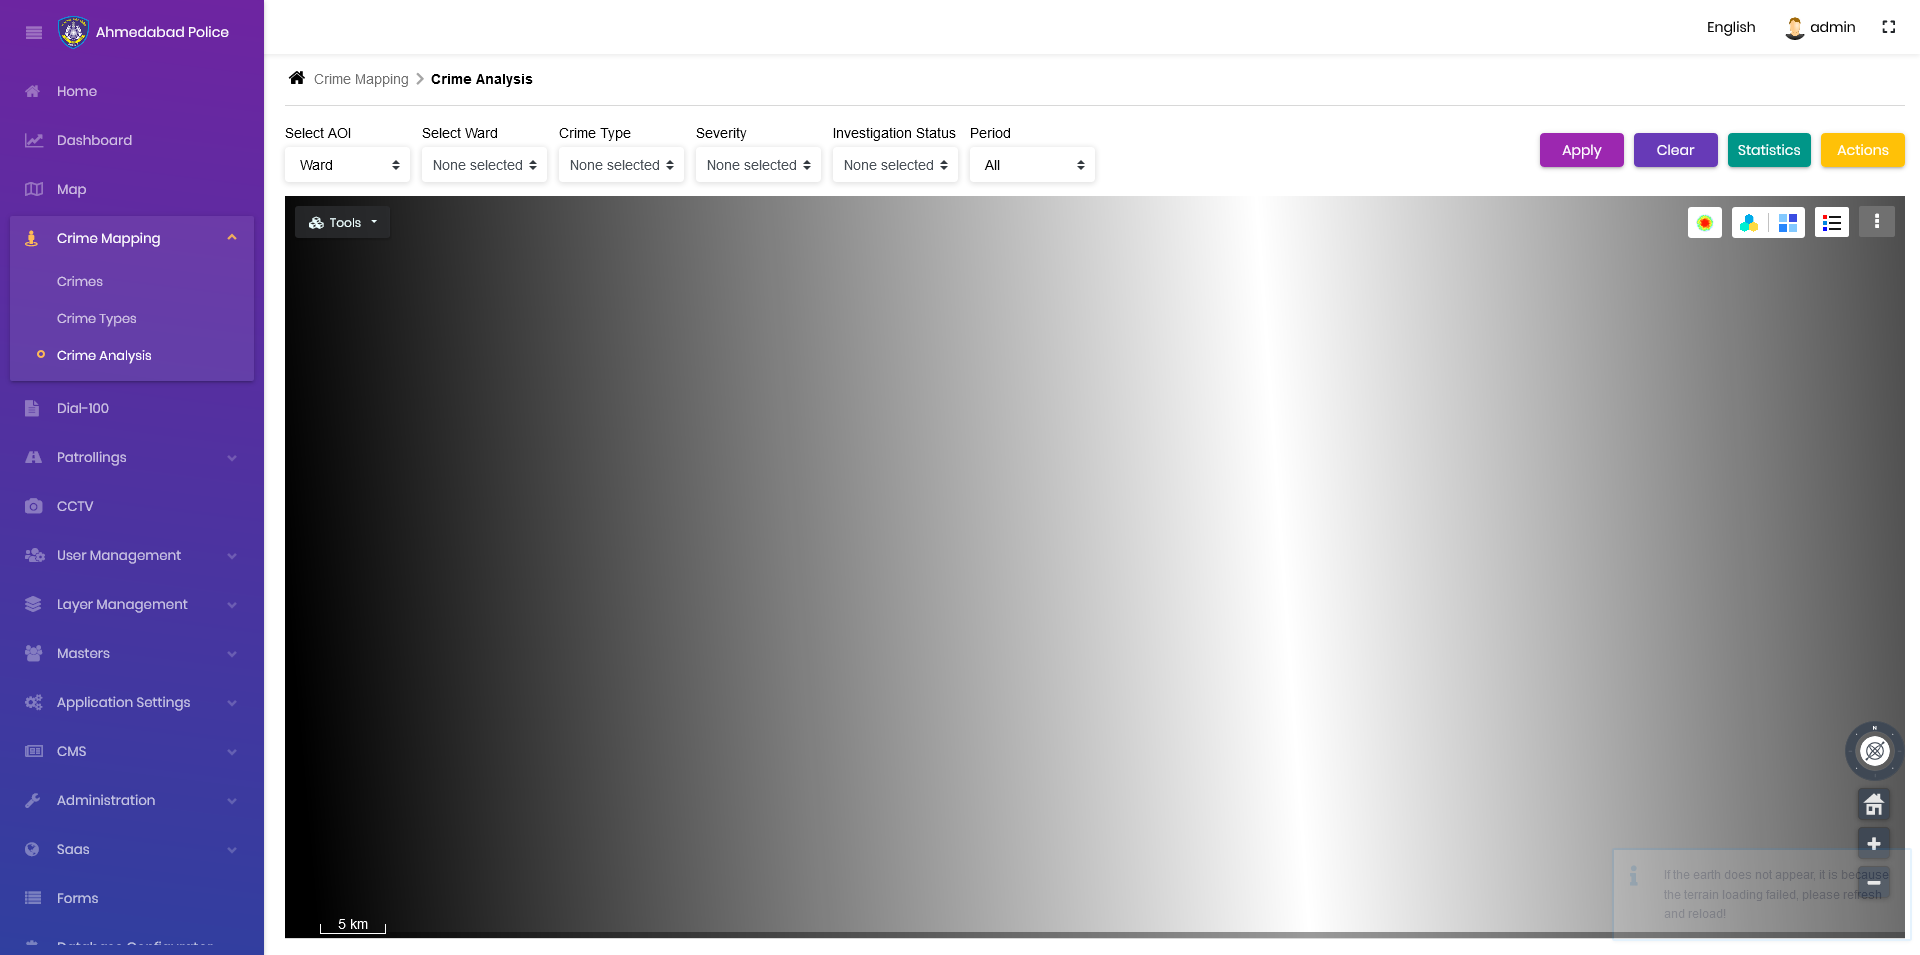 Ahmedabad Police
English
admin
Home
Dashboard
Map
Crime Mapping
Crimes
Crime Types
Crime Analysis
Dial-100
Patrollings
CCTV
User Management
Layer Management
Masters
Application Settings
CMS
Administration
Saas
Forms
Database Configurator
Crime Mapping
Crime Analysis
Select AOI
Select Ward
Crime Type
Severity
Investigation Status
Period
Ward
None selected
None selected
None selected
None selected
All
Apply
Clear
Statistics
Actions
Tools
N
If the earth does not appear, it is because
the terrain loading failed, please refresh
and reload!
5 km